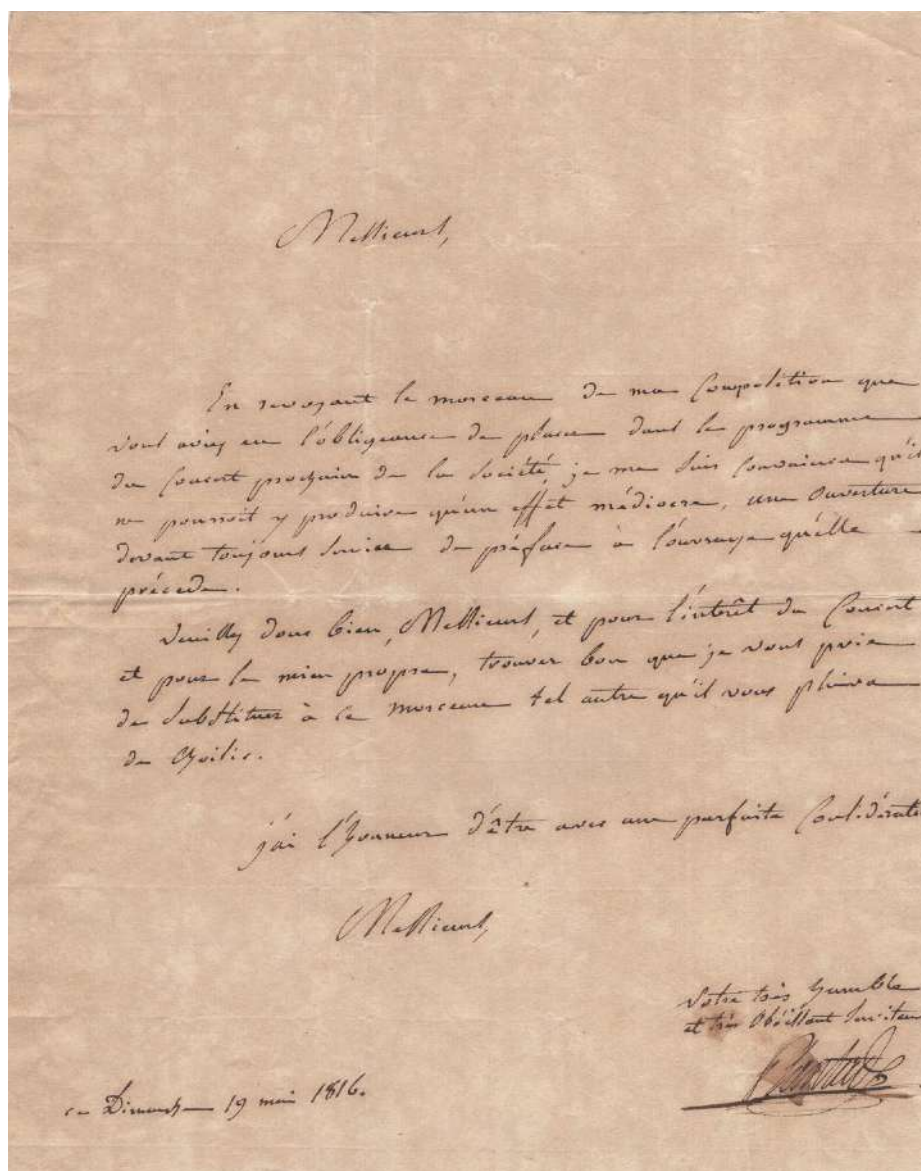 Messieurs,
En revoyant le morceau de ma Composition que
vous aviez eu l'obligeance de placer dans le programme
du Concert prochain de la Société, je me suis convaincu qu'il
ne pourroit y produire qu'un effet médiocre, une Ouverture
devant toujours servir de préface à l'ouvrage qu'elle
précede.
Veuillez donc bien, Messieurs, et pour l'intérêt du Concert
et pour le mien propre, trouver bon que je vous prie
de substituer à ce morceau tel autre qu'il vous plaira
de choisir.
j'ai l'honneur d'être avec une parfaite Considérati
Messieurs,
Votre très humble
et très Obéissant Serviteur
ce Dimanche 19 mai 1816.